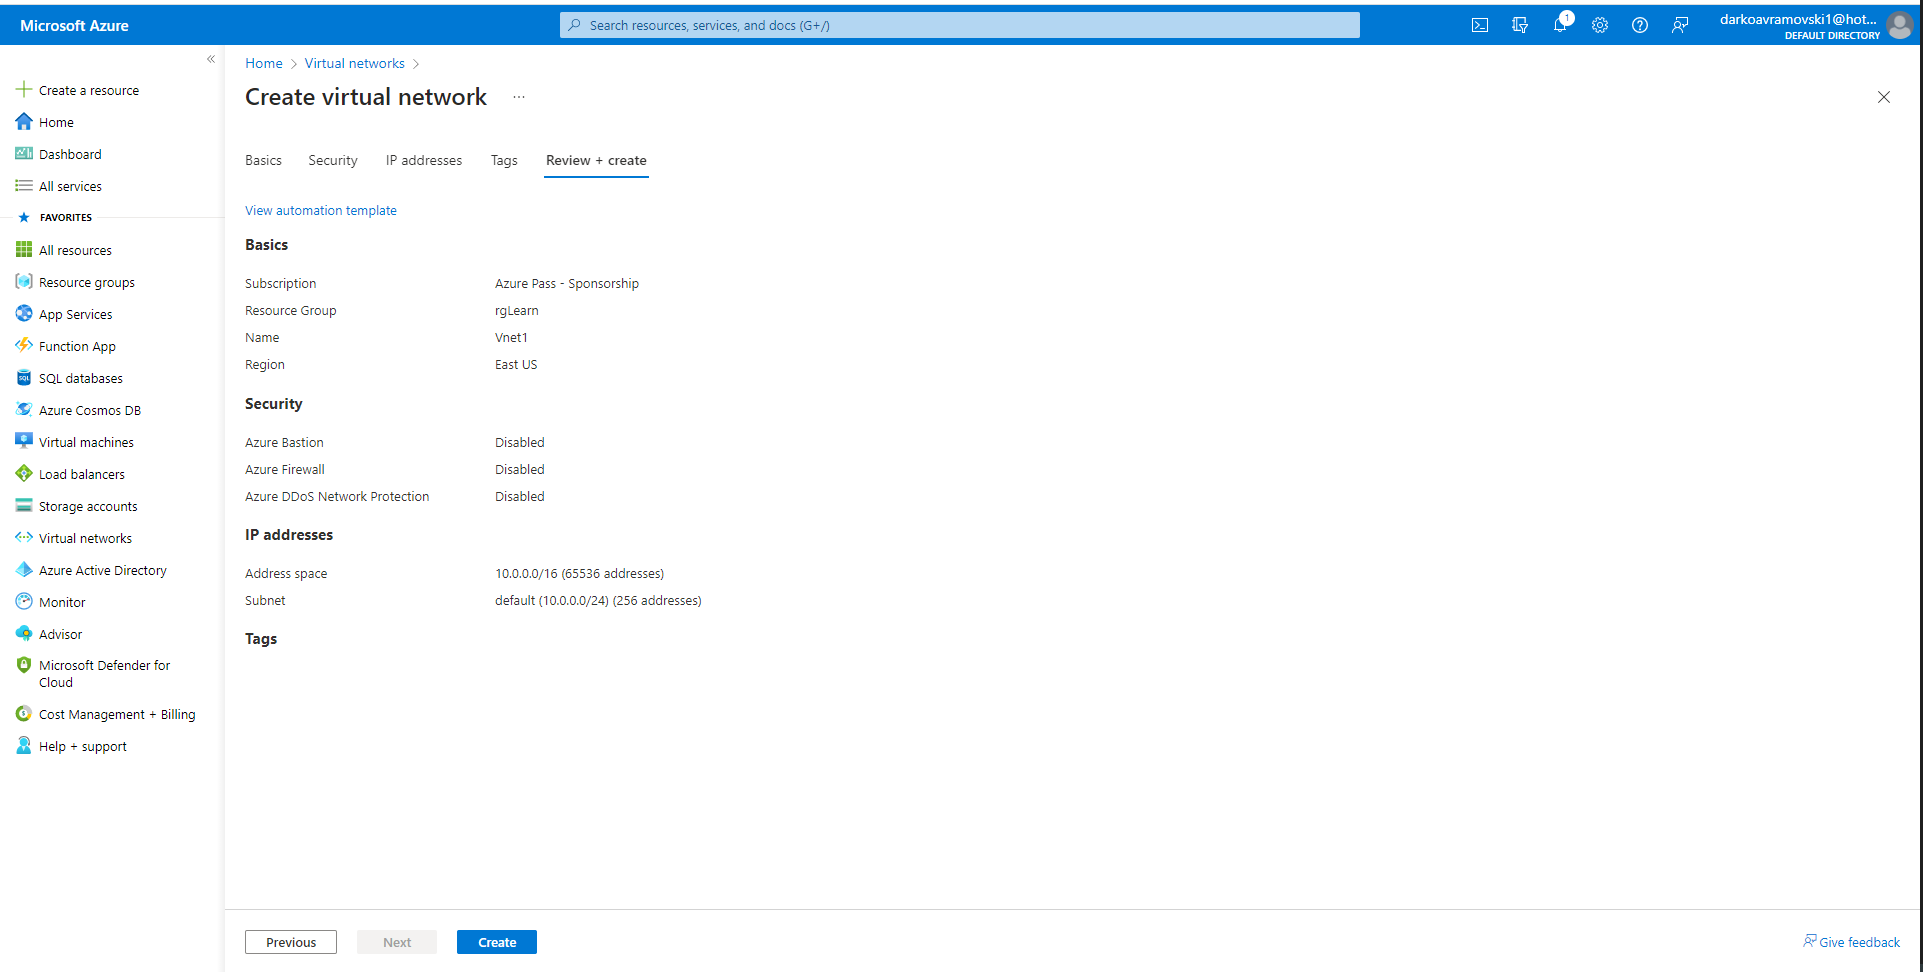 Microsoft Azure
Search resources, services, and docs (G+/)
1
darkoavramovski1@hot...
DEFAULT DIRECTORY
«
Create a resource
Home
Dashboard
All services
FAVORITES
All resources
Resource groups
App Services
Function App
SQL databases
Azure Cosmos DB
Virtual machines
Load balancers
Storage accounts
Virtual networks
Azure Active Directory
Monitor
Advisor
Microsoft Defender for
Cloud
Cost Management + Billing
Help + support
Home > Virtual networks >
Create virtual network ...
Basics Security IP addresses Tags Review + create
View automation template
Basics
Subscription Azure Pass - Sponsorship
Resource Group rgLearn
Name Vnet1
Region East US
Security
Azure Bastion Disabled
Azure Firewall Disabled
Azure DDoS Network Protection Disabled
IP addresses
Address space 10.0.0.0/16 (65536 addresses)
Subnet default (10.0.0.0/24) (256 addresses)
Tags
Previous Next Create
Give feedback